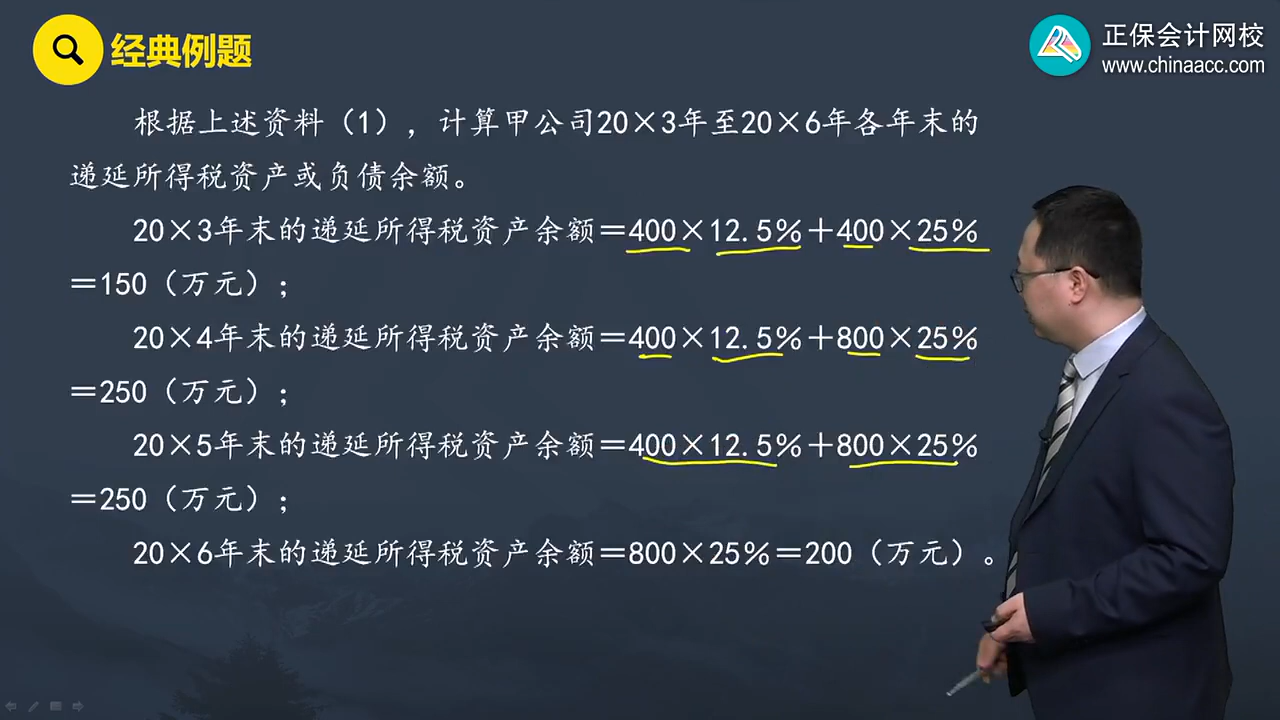 经典例题
正保会计网校
www.chinaacc.com
根据上述资料（1），计算甲公司20×3年至20×6年各年末的
递延所得税资产或负债余额。
20×3年末的递延所得税资产余额＝400×12.5%＋400×25%
＝150（万元）；
20×4年末的递延所得税资产余额＝400×12.5%＋800×25%
＝250（万元）；
20×5年末的递延所得税资产余额＝400×12.5%＋800×25%
＝250（万元）；
20×6年末的递延所得税资产余额＝800×25%＝200（万元）。